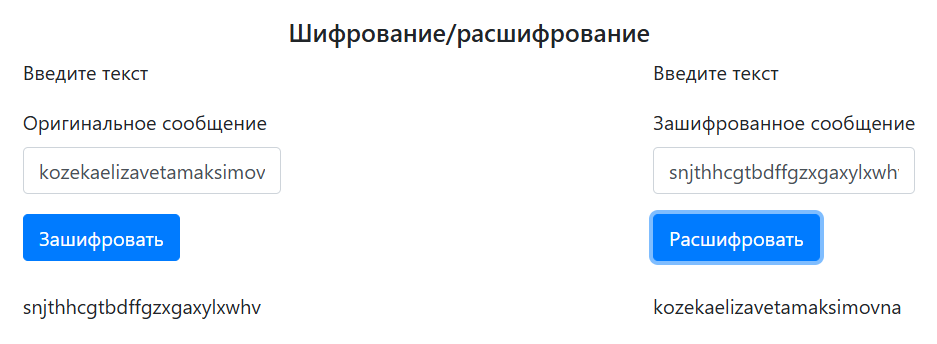 Шифрование/расшифрование
Введите текст
Оригинальное сообщение
kozekaelizavetamaksimov
Зашифровать
snjthhcgtbdffgzxgaxylxwhv
Введите текст
Зашифрованное сообщение
snjthhcgtbdffgzxgaxylxwh
Расшифровать
kozekaelizavetamaksimovna